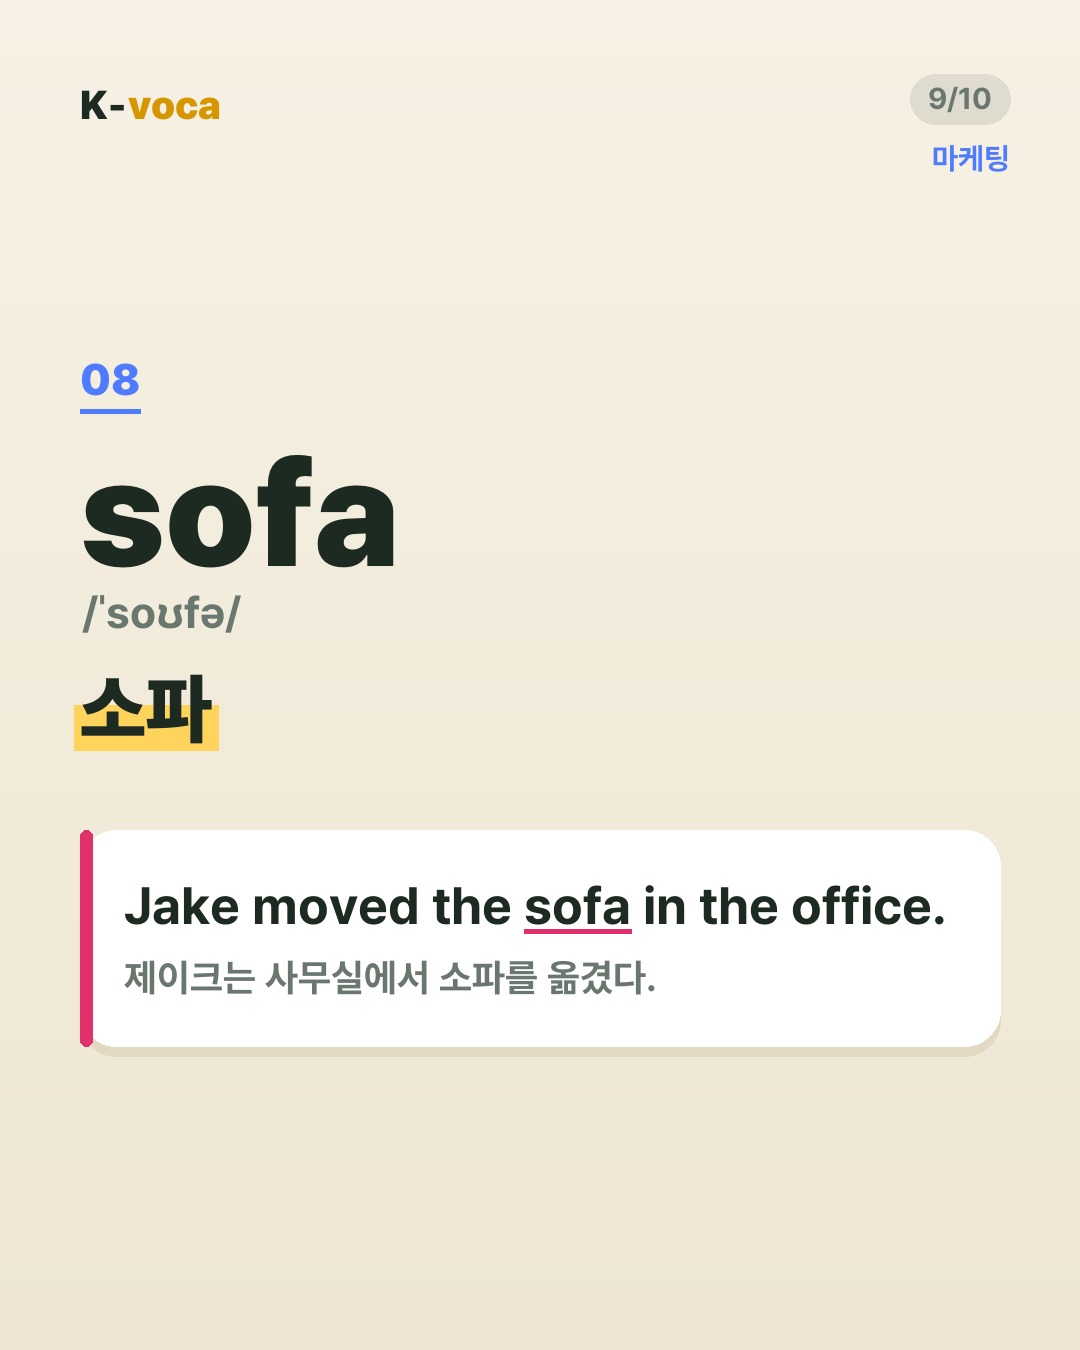 K-voca
9/10
마케팅
08
sofa
/ˈsoʊfə/
소파
Jake moved the sofa in the office.
제이크는 사무실에서 소파를 옮겼다.